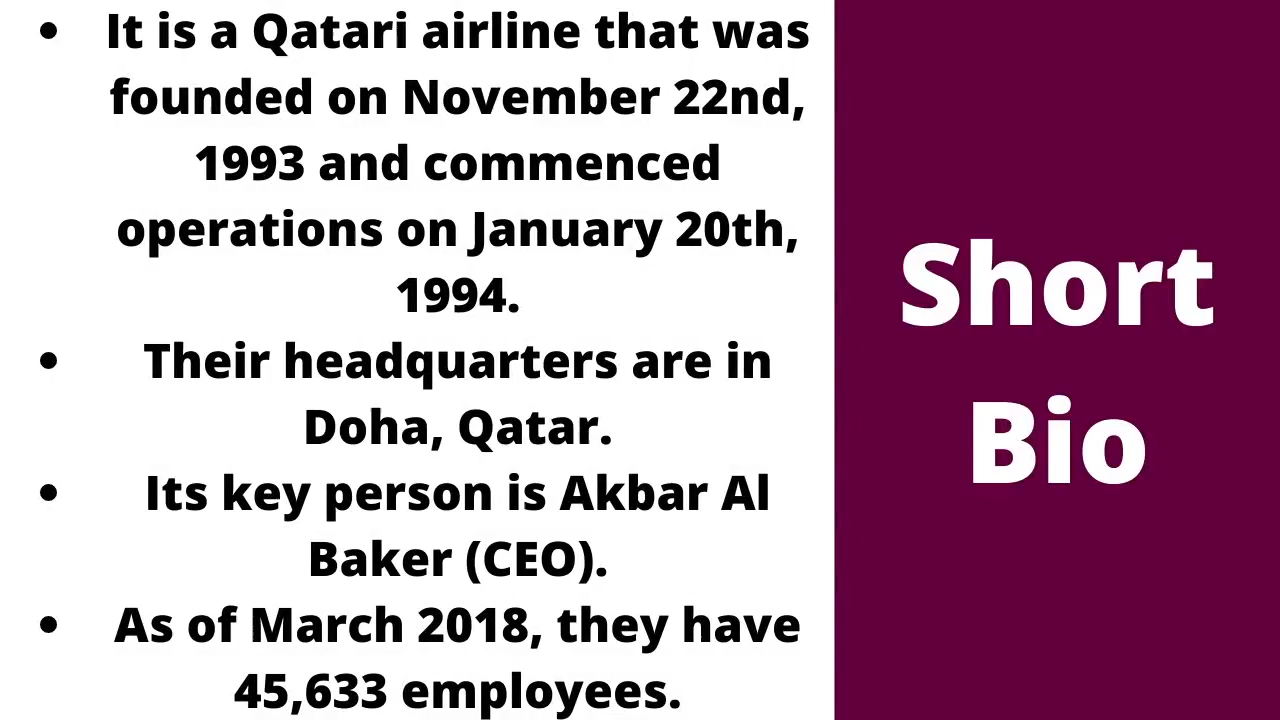 • It is a Qatari airline that was
founded on November 22nd,
1993 and commenced
operations on January 20th,
1994.
• Their headquarters are in
Doha, Qatar.
• Its key person is Akbar Al
Baker (CEO).
• As of March 2018, they have
45,633 employees.
Short
Bio